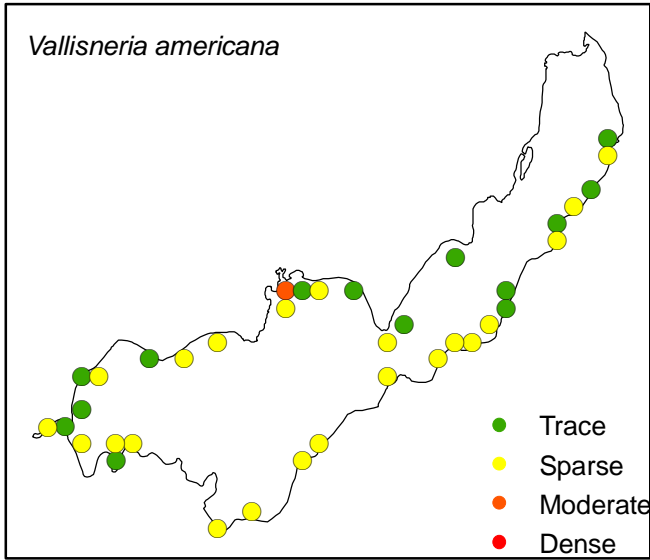 Vallisneria americana
Trace
Sparse
Moderate
Dense